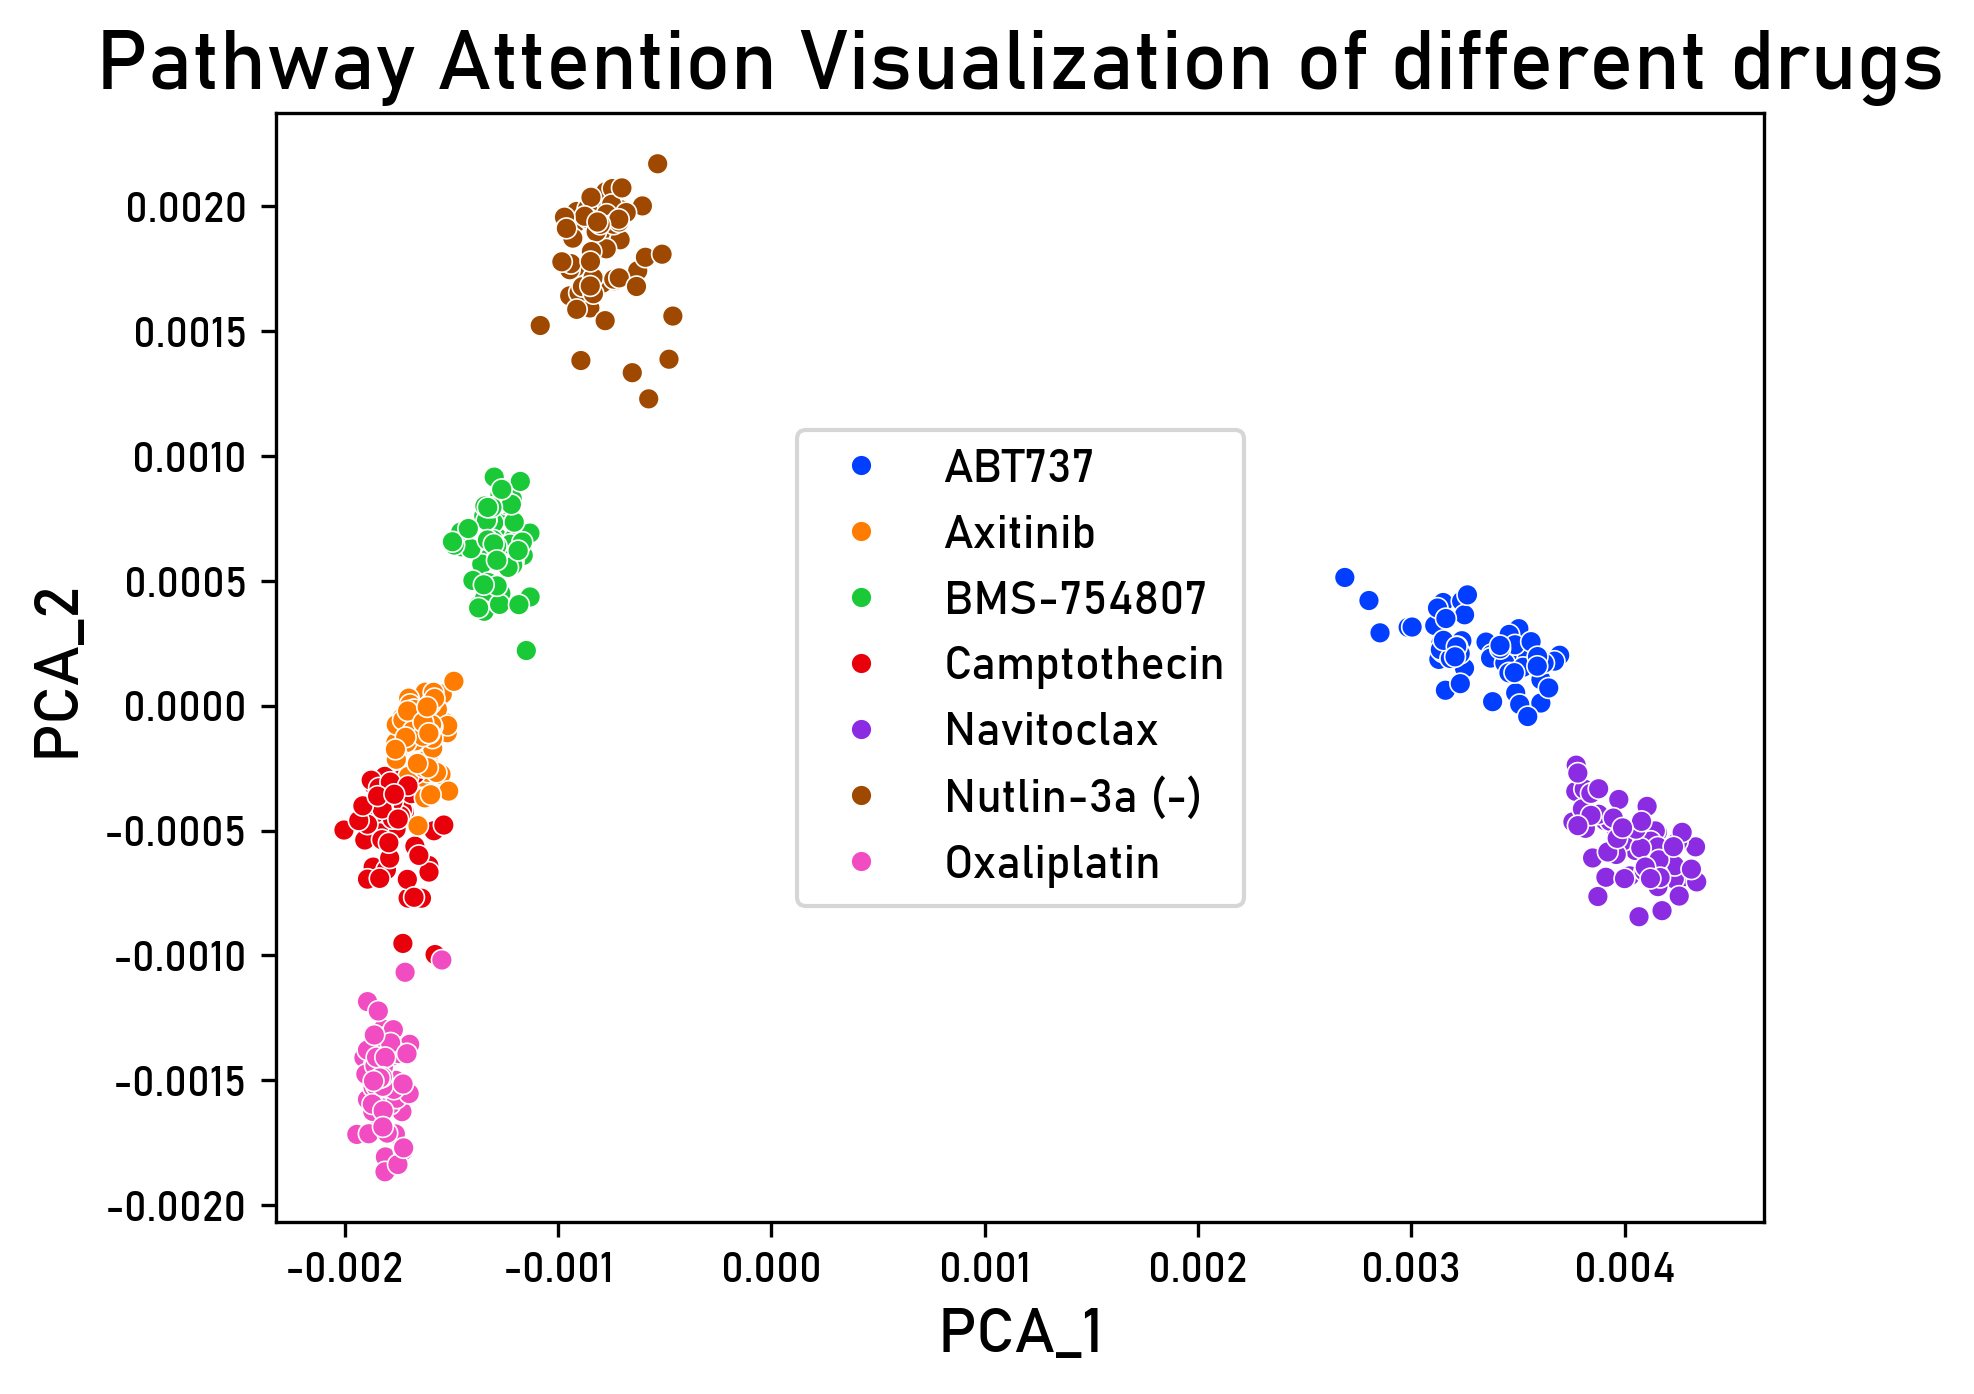 Pathway Attention Visualization of different drugs
PCA_2
0.0020
0.0015
0.0010
0.0005
0.0000
-0.0005
-0.0010
-0.0015
-0.0020
ABT737
Axitinib
BMS-754807
Camptothecin
Navitoclax
Nutlin-3a (-)
Oxaliplatin
-0.002 -0.001 0.000 0.001 0.002 0.003 0.004
PCA_1